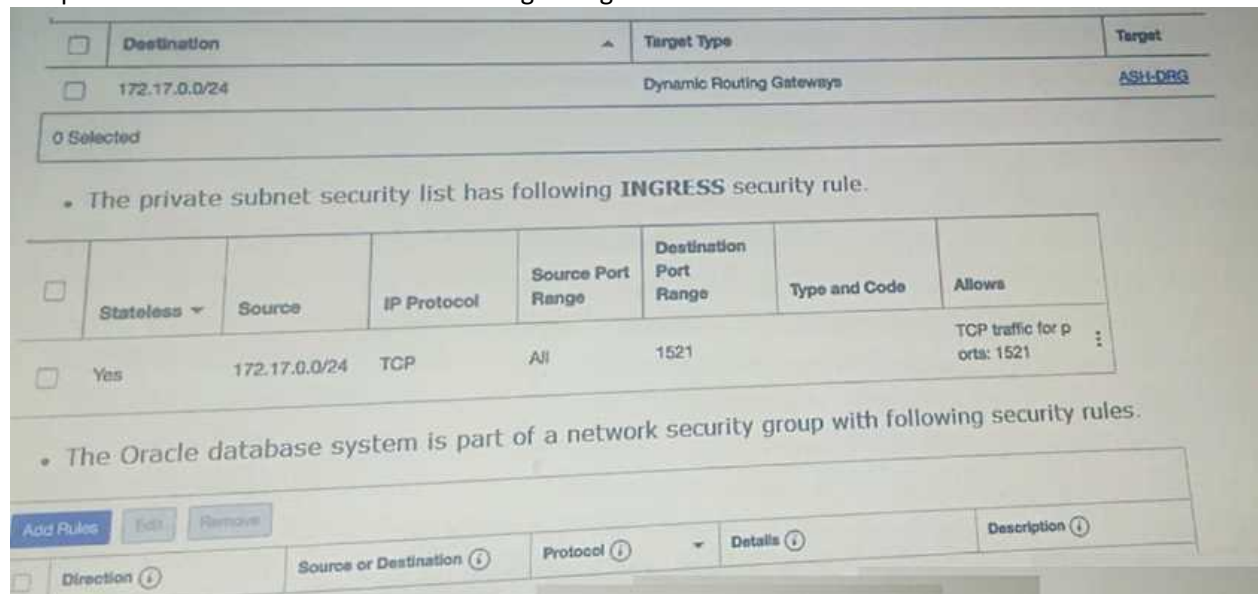 Destination Target Type Target
172.17.0.0/24 Dynamic Routing Gateways ASH-DRG
0 Selected
• The private subnet security list has following INGRESS security rule.
Stateless Source IP Protocol Source Port Range Destination Port Range Type and Code Allows
Yes 172.17.0.0/24 TCP All 1521 TCP traffic for p
orts: 1521
• The Oracle database system is part of a network security group with following security rules.
Add Rules Edit Remove
Direction Source or Destination Protocol Details Description